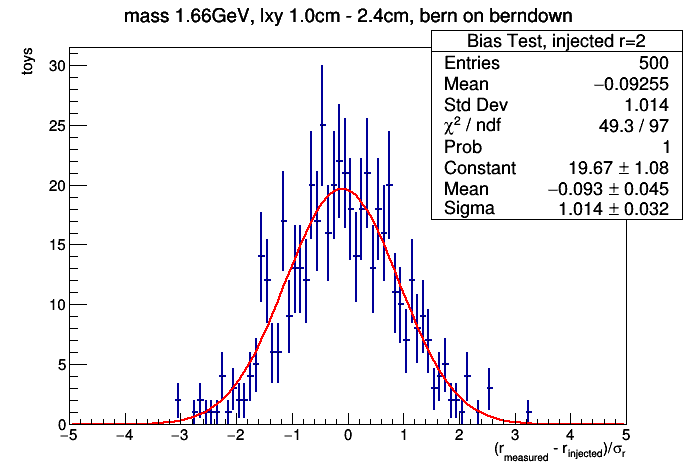 mass 1.66GeV, lxy 1.0cm - 2.4cm, bern on berndown
toys
Bias Test, injected r=2
Entries 500
Mean −0.09255
Std Dev 1.014
χ² / ndf 49.3 / 97
Prob 1
Constant 19.67 ± 1.08
Mean −0.093 ± 0.045
Sigma 1.014 ± 0.032
30
25
20
15
10
5
0
−5 −4 −3 −2 −1 0 1 2 3 4 5
(r_measured - r_injected)/σ_r